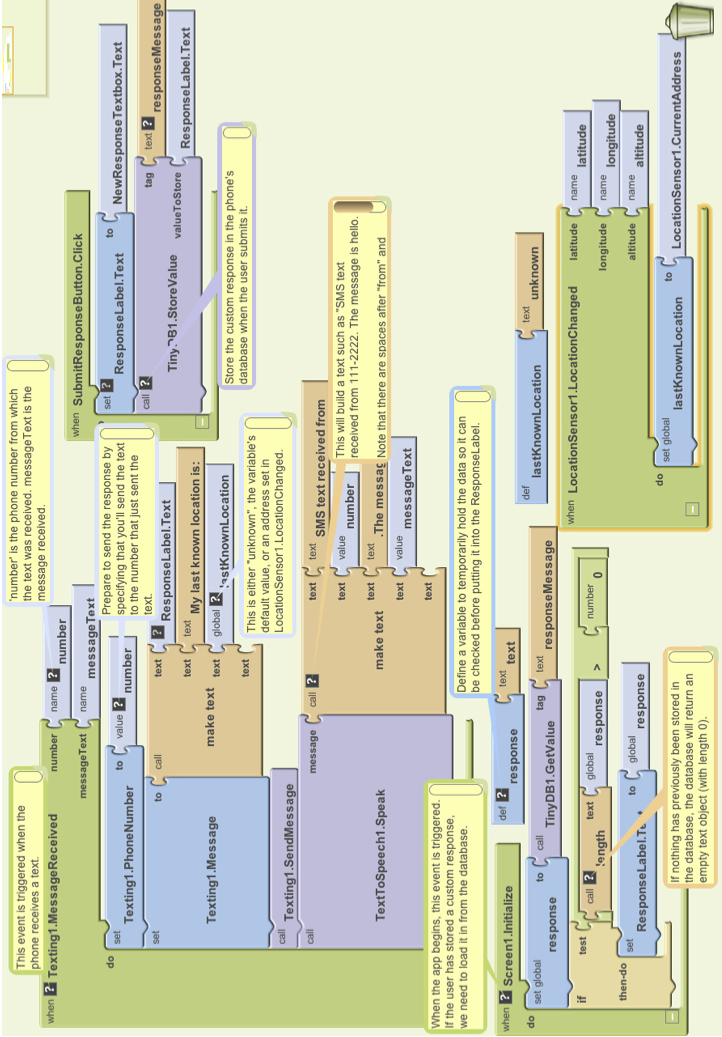 This event is triggered when the
phone receives a text.
when ? Texting1.MessageReceived
number name ? number
messageText name messageText
"number" is the phone number from which
the text was received. messageText is the
message received.
do
set Texting1.PhoneNumber to value ? number
Prepare to send the response by
specifying that you'll send the text
to the number that just sent the
text.
set Texting1.Message to call make text
text ? ResponseLabel.Text
text text My last known location is:
text global ? lastKnownLocation
text
This is either "unknown", the variable's
default value, or an address set in
LocationSensor1.LocationChanged.
call Texting1.SendMessage
call TextToSpeech1.Speak message call ? make text
text text SMS text received from
text value number
text text .The messag
text value messageText
text
This will build a text such as "SMS text
received from 111-2222. The message is hello.
Note that there are spaces after "from" and
when SubmitResponseButton.Click
set ? ResponseLabel.Text to NewResponseTextbox.Text
call ? TinyDB1.StoreValue
tag text ? responseMessage
valueToStore ResponseLabel.Text
Store the custom response in the phone's
database when the user submits it.
When the app begins, this event is triggered.
If the user has stored a custom response,
we need to load it in from the database.
when ? Screen1.Initialize
do
set global response to call TinyDB1.GetValue tag text responseMessage
if test call ? length text global response > number 0
then-do set ResponseLabel.Text to global response
If nothing has previously been stored in
the database, the database will return an
empty text object (with length 0).
Define a variable to temporarily hold the data so it can
be checked before putting it into the ResponseLabel.
def ? response text text
def lastKnownLocation text unknown
when LocationSensor1.LocationChanged
latitude name latitude
longitude name longitude
altitude name altitude
do
set global lastKnownLocation to LocationSensor1.CurrentAddress